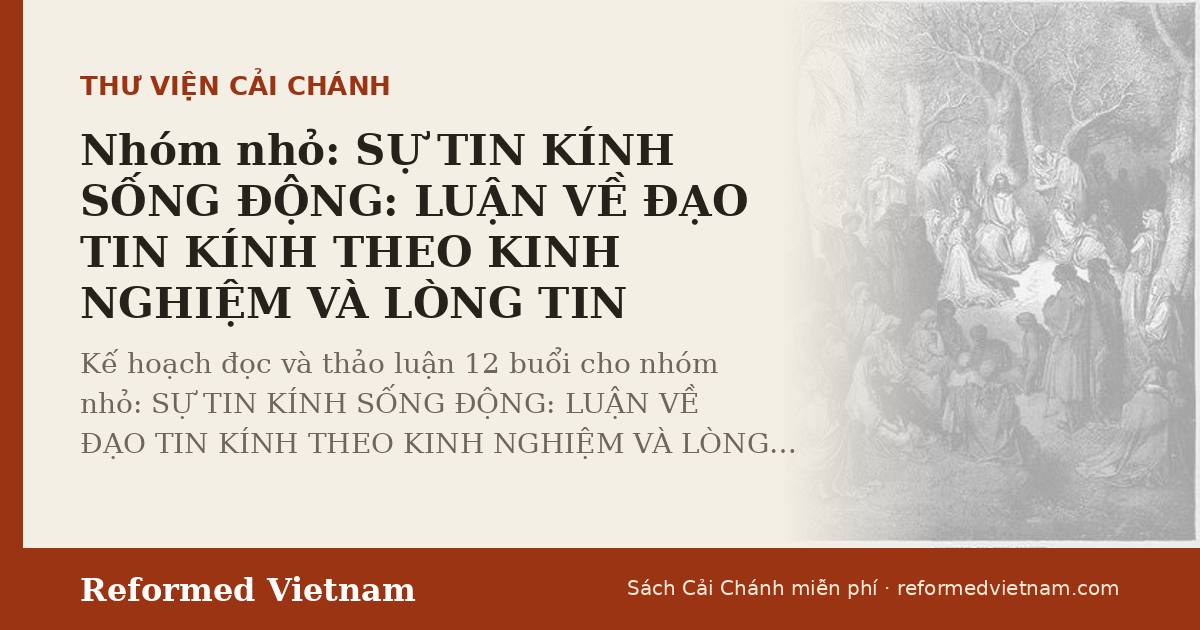 THƯ VIỆN CẢI CHÁNH
Nhóm nhỏ: SỰ TIN KÍNH
SỐNG ĐỘNG: LUẬN VỀ ĐẠO
TIN KÍNH THEO KINH
NGHIỆM VÀ LÒNG TIN
Kế hoạch đọc và thảo luận 12 buổi cho nhóm
nhỏ: SỰ TIN KÍNH SỐNG ĐỘNG: LUẬN VỀ
ĐẠO TIN KÍNH THEO KINH NGHIỆM VÀ LÒNG...
Reformed Vietnam
Sách Cải Chánh miễn phí · reformedvietnam.com